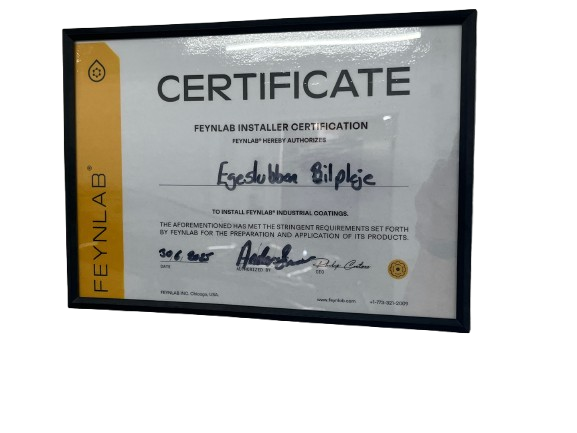 FEYNLAB®
CERTIFICATE
FEYNLAB INSTALLER CERTIFICATION
FEYNLAB® HEREBY AUTHORIZES
Egeslubben Bilpleje
TO INSTALL FEYNLAB® INDUSTRIAL COATINGS.
THE AFOREMENTIONED HAS MET THE STRINGENT REQUIREMENTS SET FORTH
BY FEYNLAB FOR THE PREPARATION AND APPLICATION OF ITS PRODUCTS.
30 6 2025
DATE
AUTHORIZED BY
CEO
FEYNLAB INC. Chicago, USA
www.feynlab.com